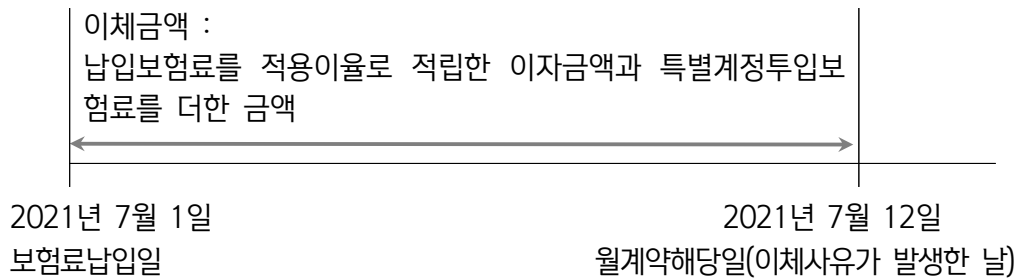 이체금액 :
납입보험료를 적용이율로 적립한 이자금액과 특별계정투입보
험료를 더한 금액
2021년 7월 1일
보험료납입일
2021년 7월 12일
월계약해당일(이체사유가 발생한 날)